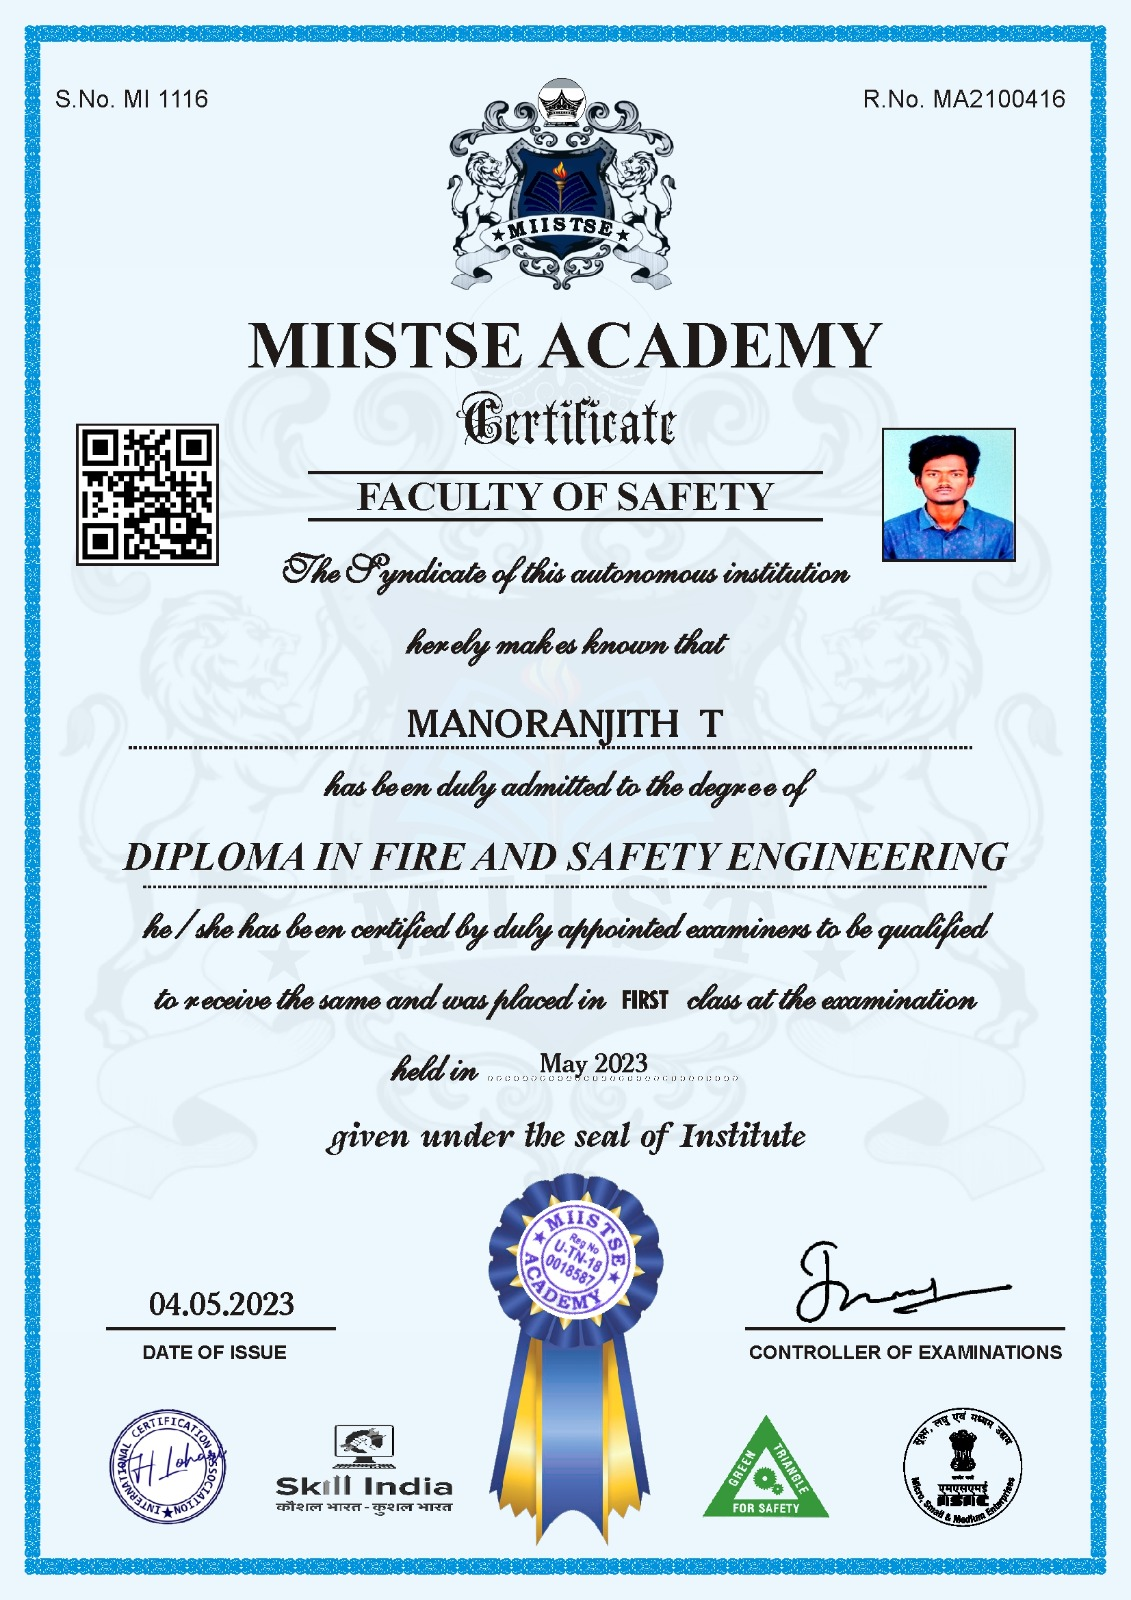 S.No. MI 1116
R.No. MA2100416
★ MIISTSE ★
MIISTSE ACADEMY
Certificate
FACULTY OF SAFETY
The Syndicate of this autonomous institution
herely makes known that
MANORANJITH T
has been duly admitted to the degree of
DIPLOMA IN FIRE AND SAFETY ENGINEERING
he / she has been certified by duly appointed examiners to be qualified
to receive the same and was placed in FIRST class at the examination
held in May 2023
given under the seal of Institute
★ MIISTSE ★ ACADEMY
Reg No
U-TN-18
0018587
04.05.2023
DATE OF ISSUE
CONTROLLER OF EXAMINATIONS
INTERNATIONAL CERTIFICATION ASSOCIATION ★
Skill India
कौशल भारत - कुशल भारत
GREEN TRIANGLE
FOR SAFETY
सूक्ष्म, लघु एवं मध्यम उद्यम
एमएसएमई
MSME
Micro, Small & Medium Enterprises
MIIST